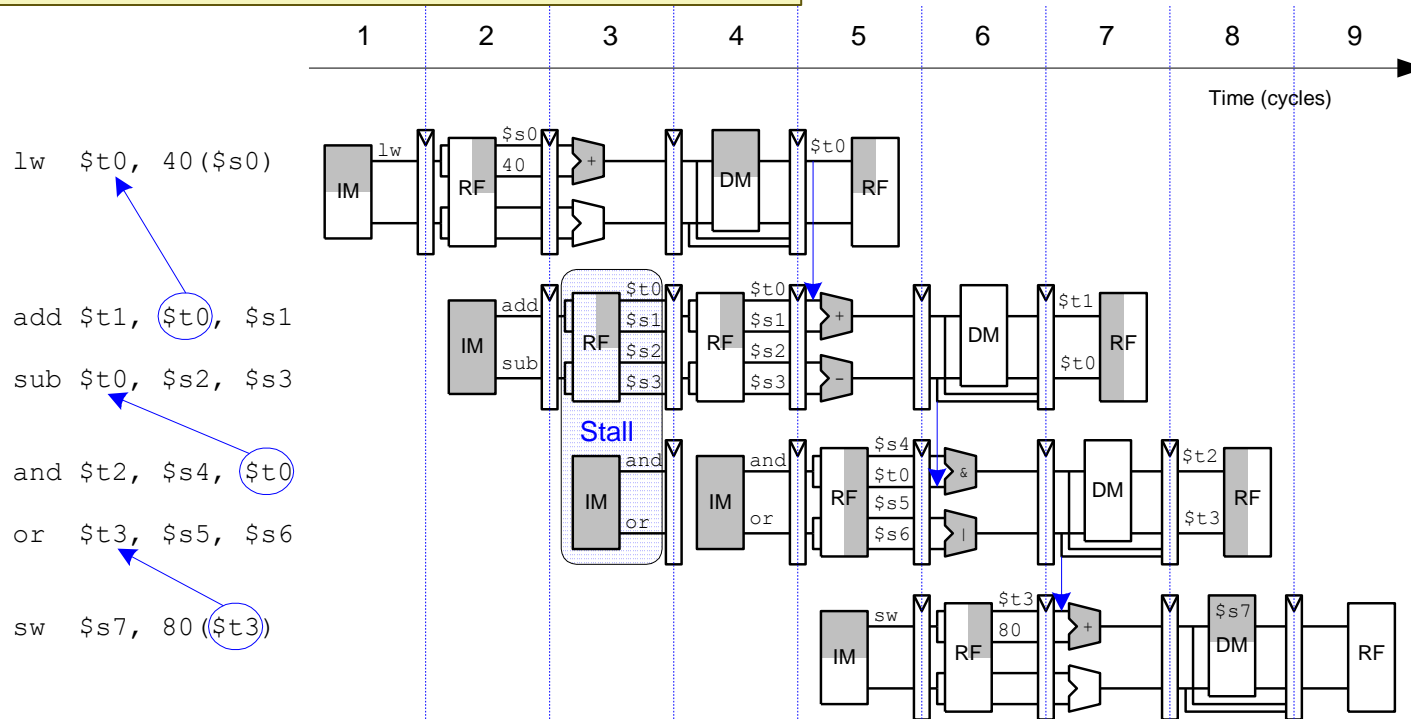 1 2 3 4 5 6 7 8 9
Time (cycles)
lw $t0, 40($s0)
IM lw RF $s0 40 + DM $t0 RF
add $t1, $t0, $s1
sub $t0, $s2, $s3
IM add sub RF $t0 $s1 $s2 $s3 RF $t0 $s1 $s2 $s3 + - DM $t1 $t0 RF
Stall
and $t2, $s4, $t0
or $t3, $s5, $s6
IM and or IM and or RF $s4 $t0 $s5 $s6 & | DM $t2 $t3 RF
sw $s7, 80($t3)
IM sw RF $t3 80 + $s7 DM RF